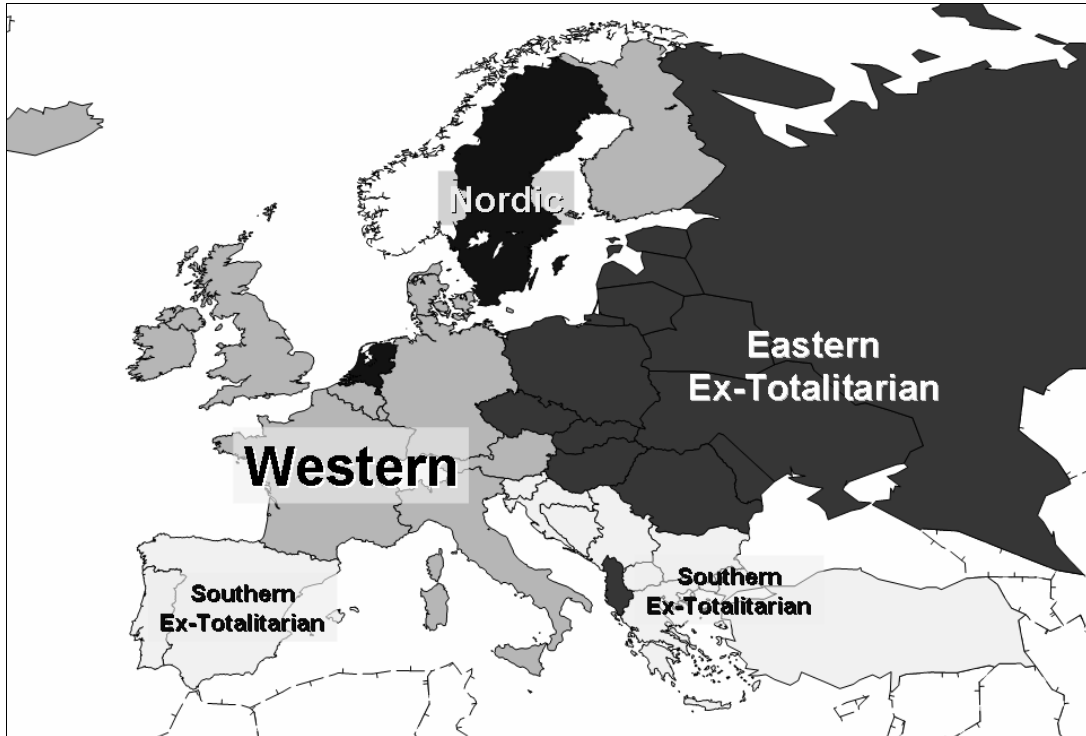 Nordic
Eastern
Ex-Totalitarian
Western
Southern
Ex-Totalitarian
Southern
Ex-Totalitarian